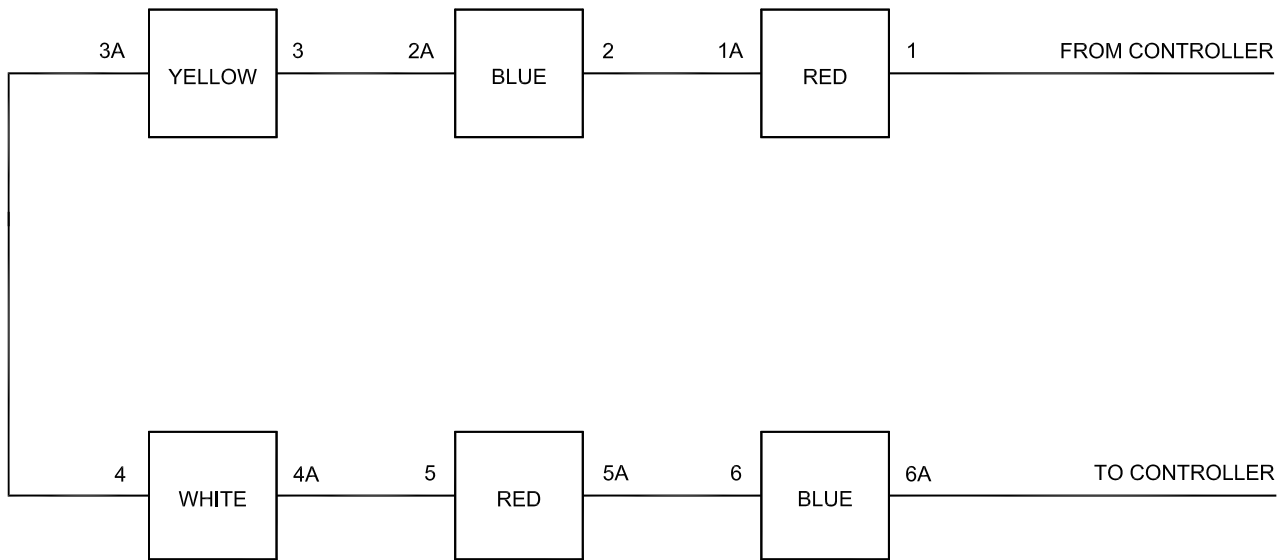 3A YELLOW 3 2A BLUE 2 1A RED 1 FROM CONTROLLER
4 WHITE 4A 5 RED 5A 6 BLUE 6A TO CONTROLLER